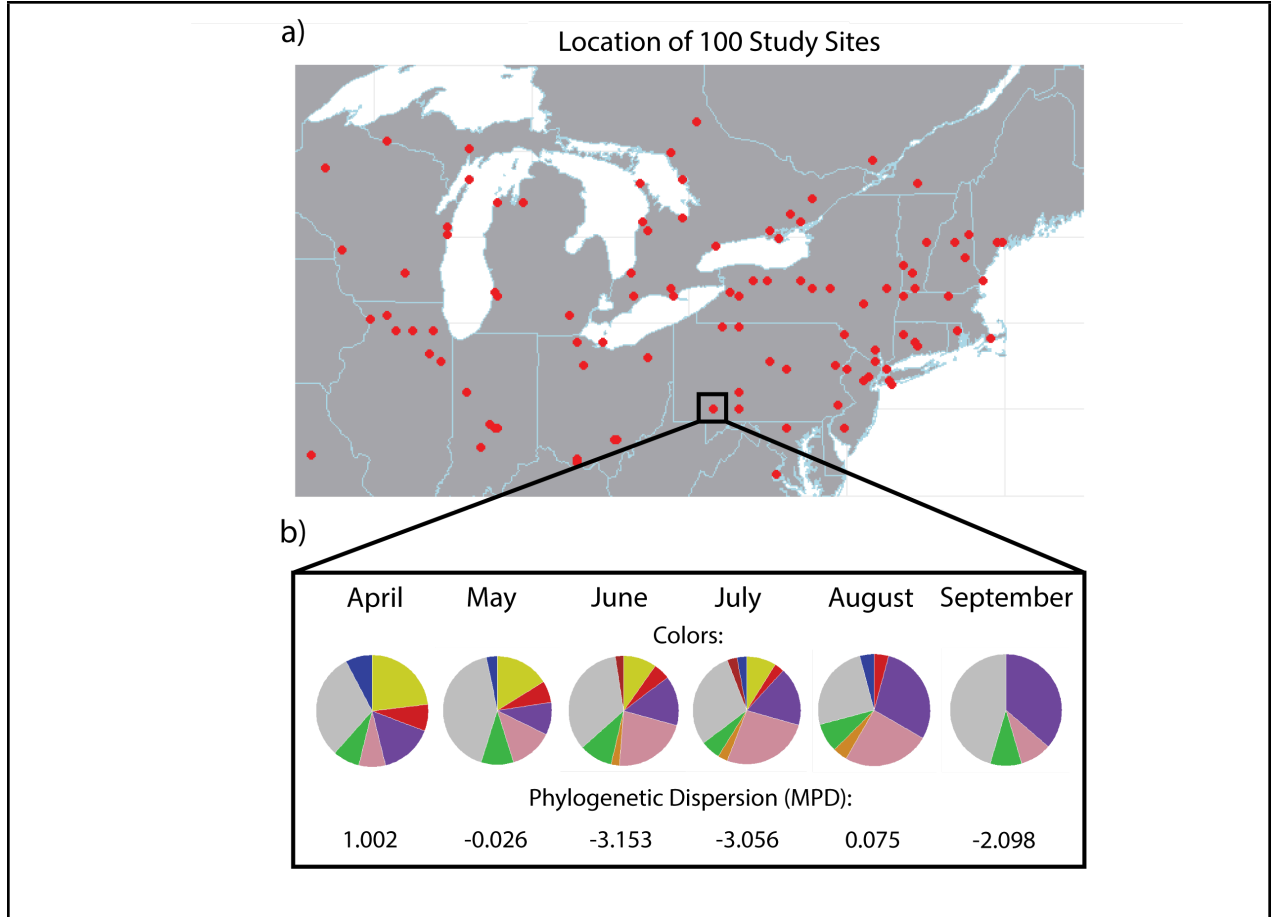 a)
Location of 100 Study Sites
b)
April May June July August September
Colors:
Phylogenetic Dispersion (MPD):
1.002 -0.026 -3.153 -3.056 0.075 -2.098